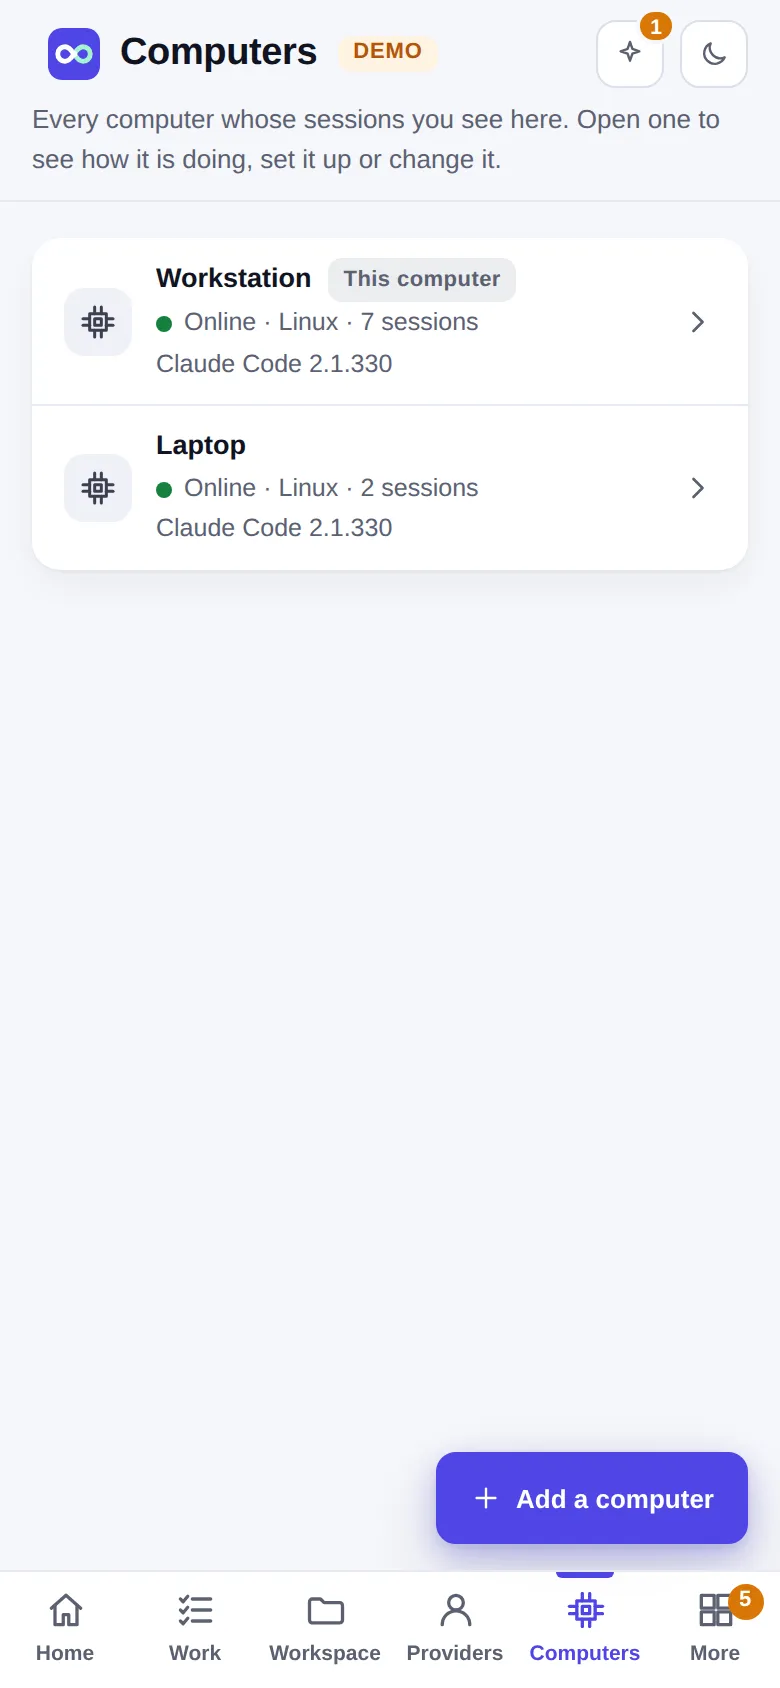 Computers DEMO
1
Every computer whose sessions you see here. Open one to
see how it is doing, set it up or change it.
Workstation This computer
Online · Linux · 7 sessions
Claude Code 2.1.330
Laptop
Online · Linux · 2 sessions
Claude Code 2.1.330
Add a computer
5
Home Work Workspace Providers Computers More